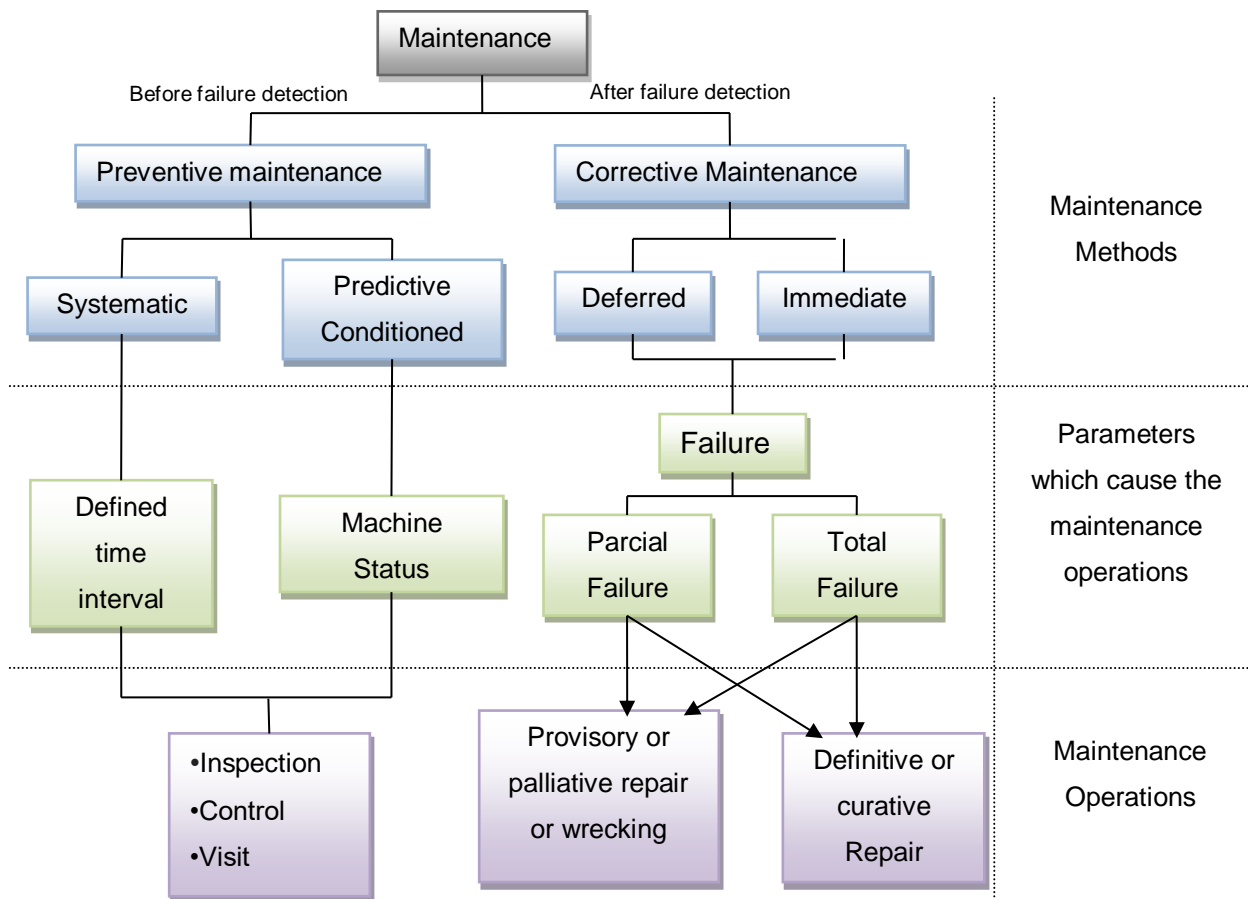 Maintenance
Before failure detection
After failure detection
Preventive maintenance
Corrective Maintenance
Maintenance
Methods
Systematic
Predictive
Conditioned
Deferred
Immediate
Failure
Parameters
which cause the
maintenance
operations
Defined
time
interval
Machine
Status
Parcial
Failure
Total
Failure
•Inspection
•Control
•Visit
Provisory or
palliative repair
or wrecking
Definitive or
curative
Repair
Maintenance
Operations